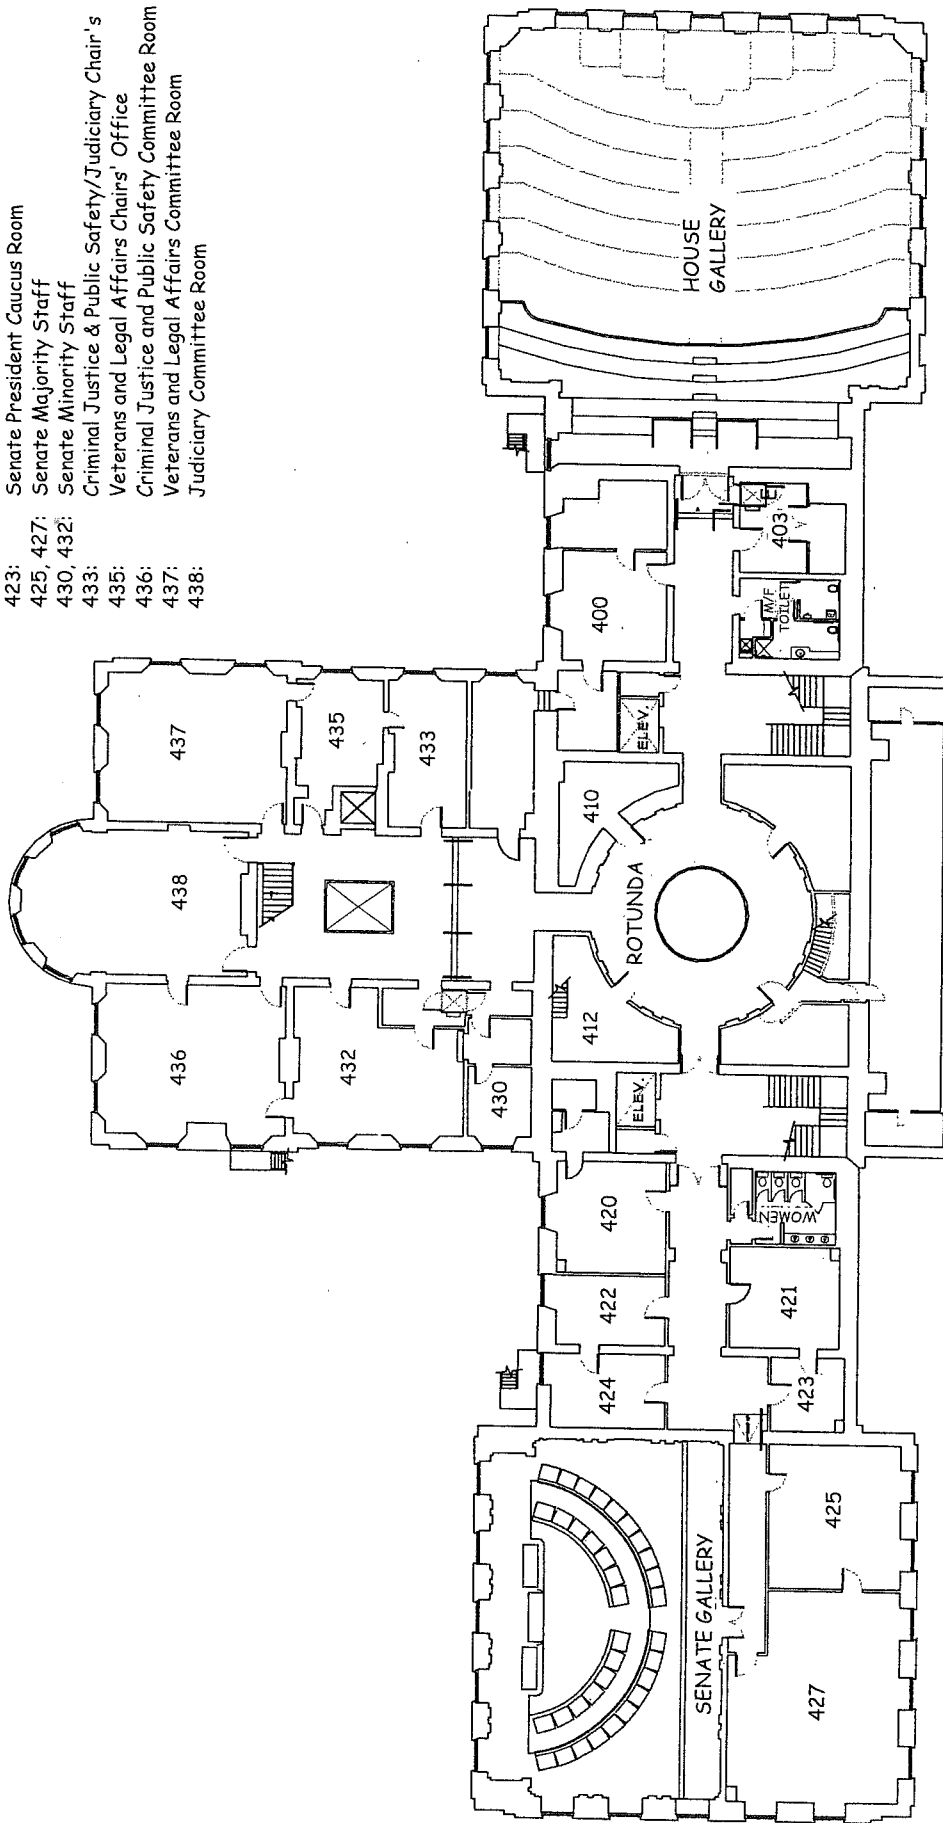 423: Senate President Caucus Room
425, 427: Senate Majority Staff
430, 432: Senate Minority Staff
433: Criminal Justice & Public Safety/Judiciary Chair's
435: Veterans and Legal Affairs Chairs' Office
436: Criminal Justice and Public Safety Committee Room
437: Veterans and Legal Affairs Committee Room
438: Judiciary Committee Room
438
436
437
432
435
430
433
SENATE GALLERY
427
425
424
422
420
423
421
WOMEN
ELEV.
412
ROTUNDA
410
ELEV.
400
M/F
TOILET
403
HOUSE
GALLERY